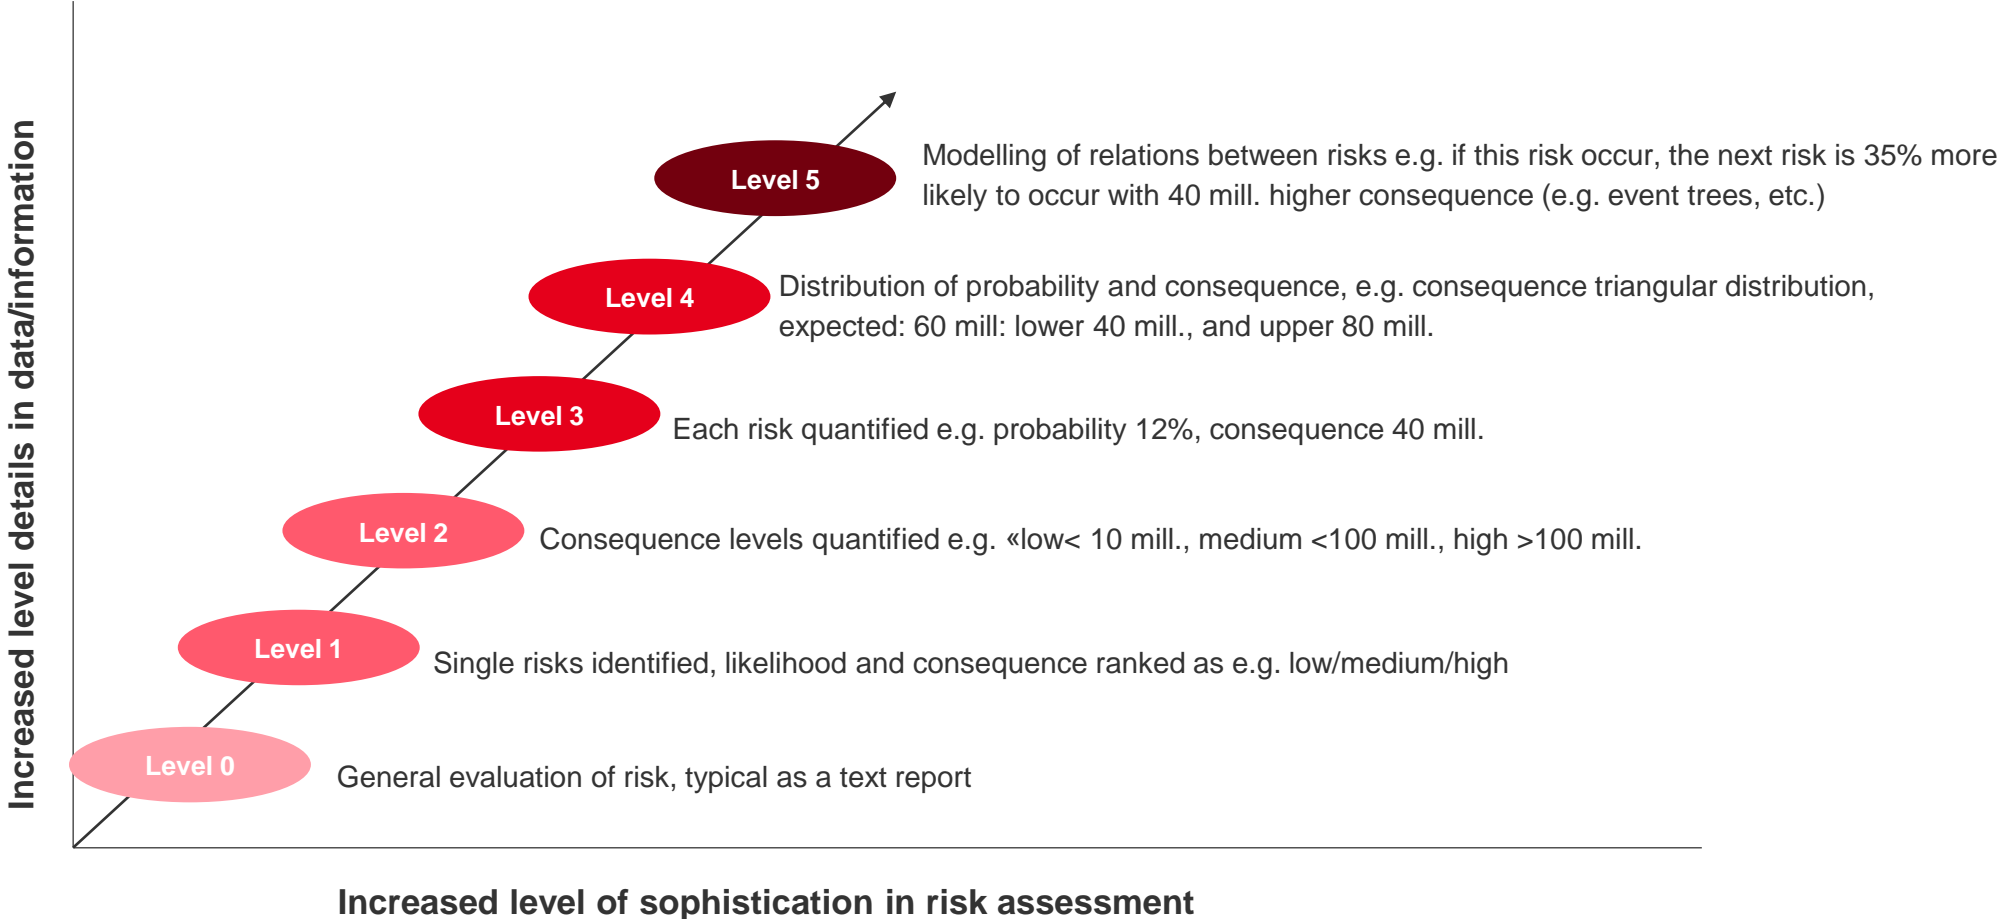 Increased level details in data/information
Level 5
Modelling of relations between risks e.g. if this risk occur, the next risk is 35% more
likely to occur with 40 mill. higher consequence (e.g. event trees, etc.)
Level 4
Distribution of probability and consequence, e.g. consequence triangular distribution,
expected: 60 mill: lower 40 mill., and upper 80 mill.
Level 3
Each risk quantified e.g. probability 12%, consequence 40 mill.
Level 2
Consequence levels quantified e.g. «low< 10 mill., medium <100 mill., high >100 mill.
Level 1
Single risks identified, likelihood and consequence ranked as e.g. low/medium/high
Level 0
General evaluation of risk, typical as a text report
Increased level of sophistication in risk assessment